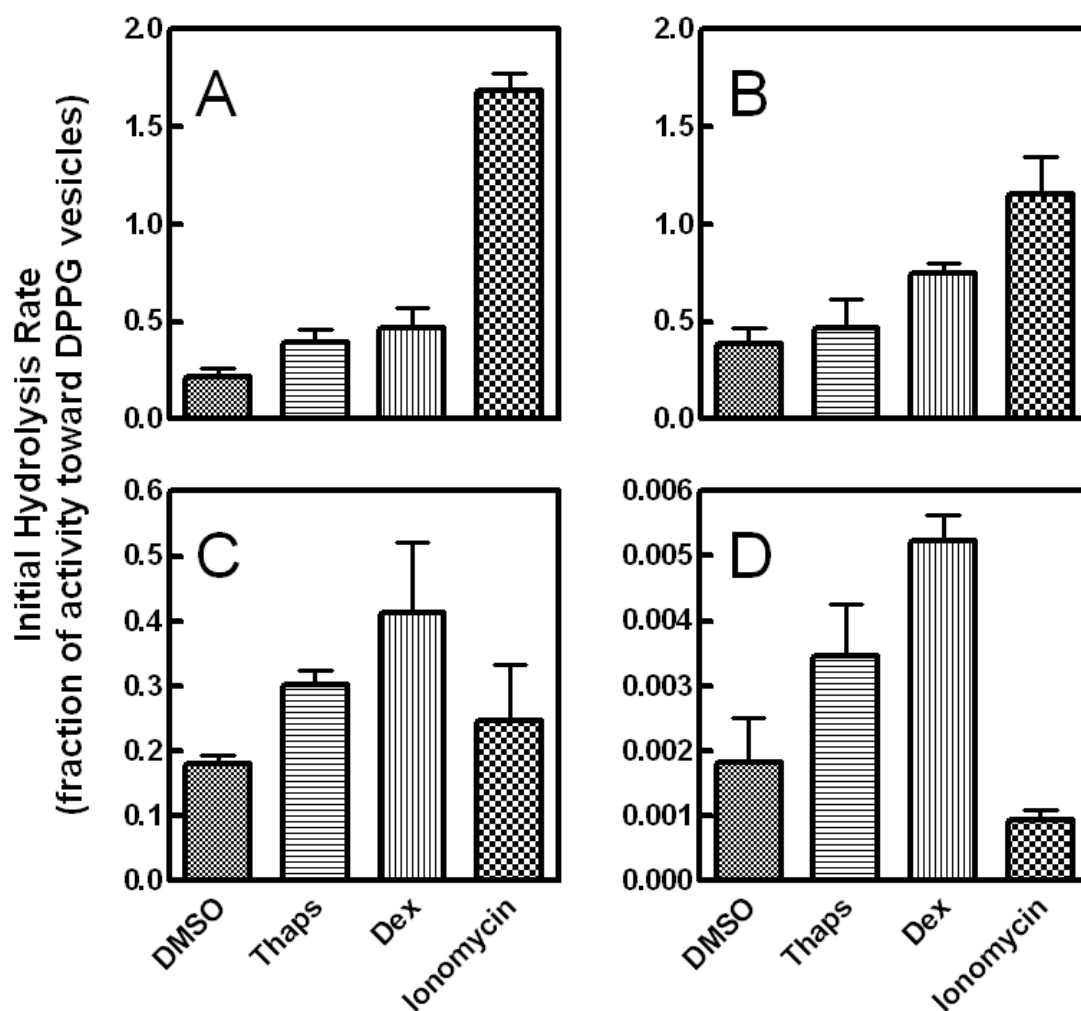 Initial Hydrolysis Rate
(fraction of activity toward DPPG vesicles)
A
2.0
1.5
1.0
0.5
0.0
B
2.0
1.5
1.0
0.5
0.0
C
0.6
0.5
0.4
0.3
0.2
0.1
0.0
D
0.006
0.005
0.004
0.003
0.002
0.001
0.000
DMSO
Thaps
Dex
Ionomycin
DMSO
Thaps
Dex
Ionomycin